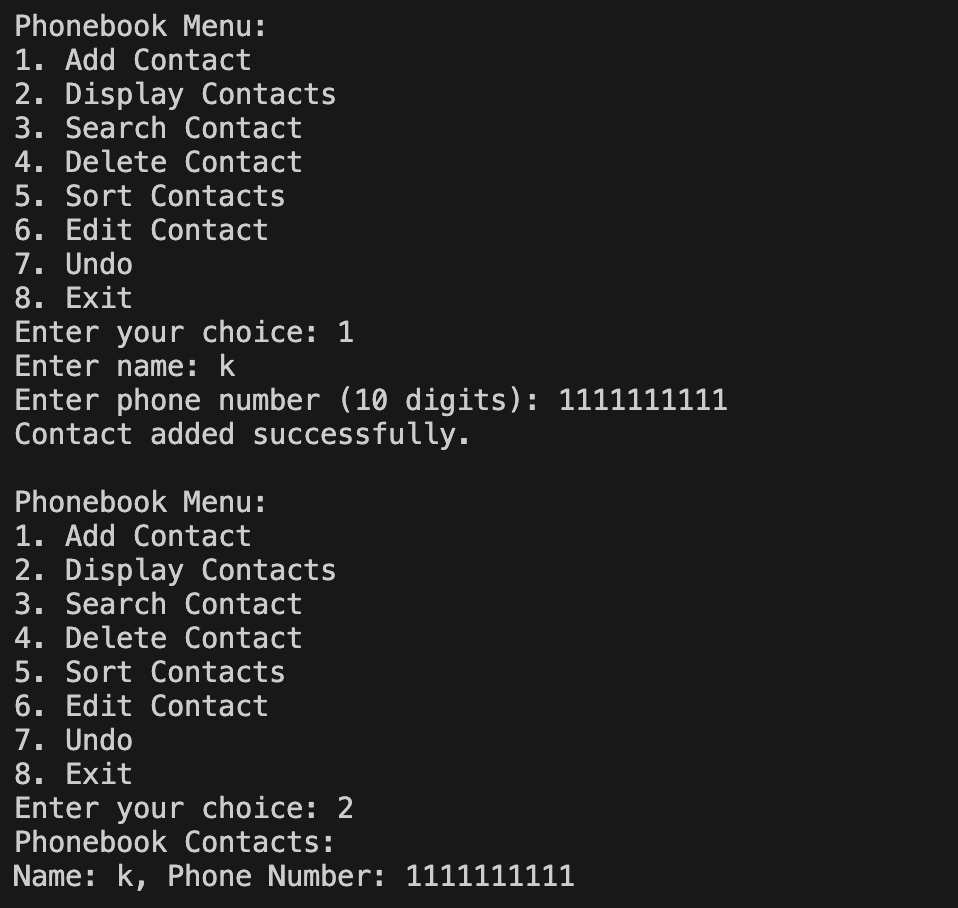 Phonebook Menu:
1. Add Contact
2. Display Contacts
3. Search Contact
4. Delete Contact
5. Sort Contacts
6. Edit Contact
7. Undo
8. Exit
Enter your choice: 1
Enter name: k
Enter phone number (10 digits): 1111111111
Contact added successfully.

Phonebook Menu:
1. Add Contact
2. Display Contacts
3. Search Contact
4. Delete Contact
5. Sort Contacts
6. Edit Contact
7. Undo
8. Exit
Enter your choice: 2
Phonebook Contacts:
Name: k, Phone Number: 1111111111